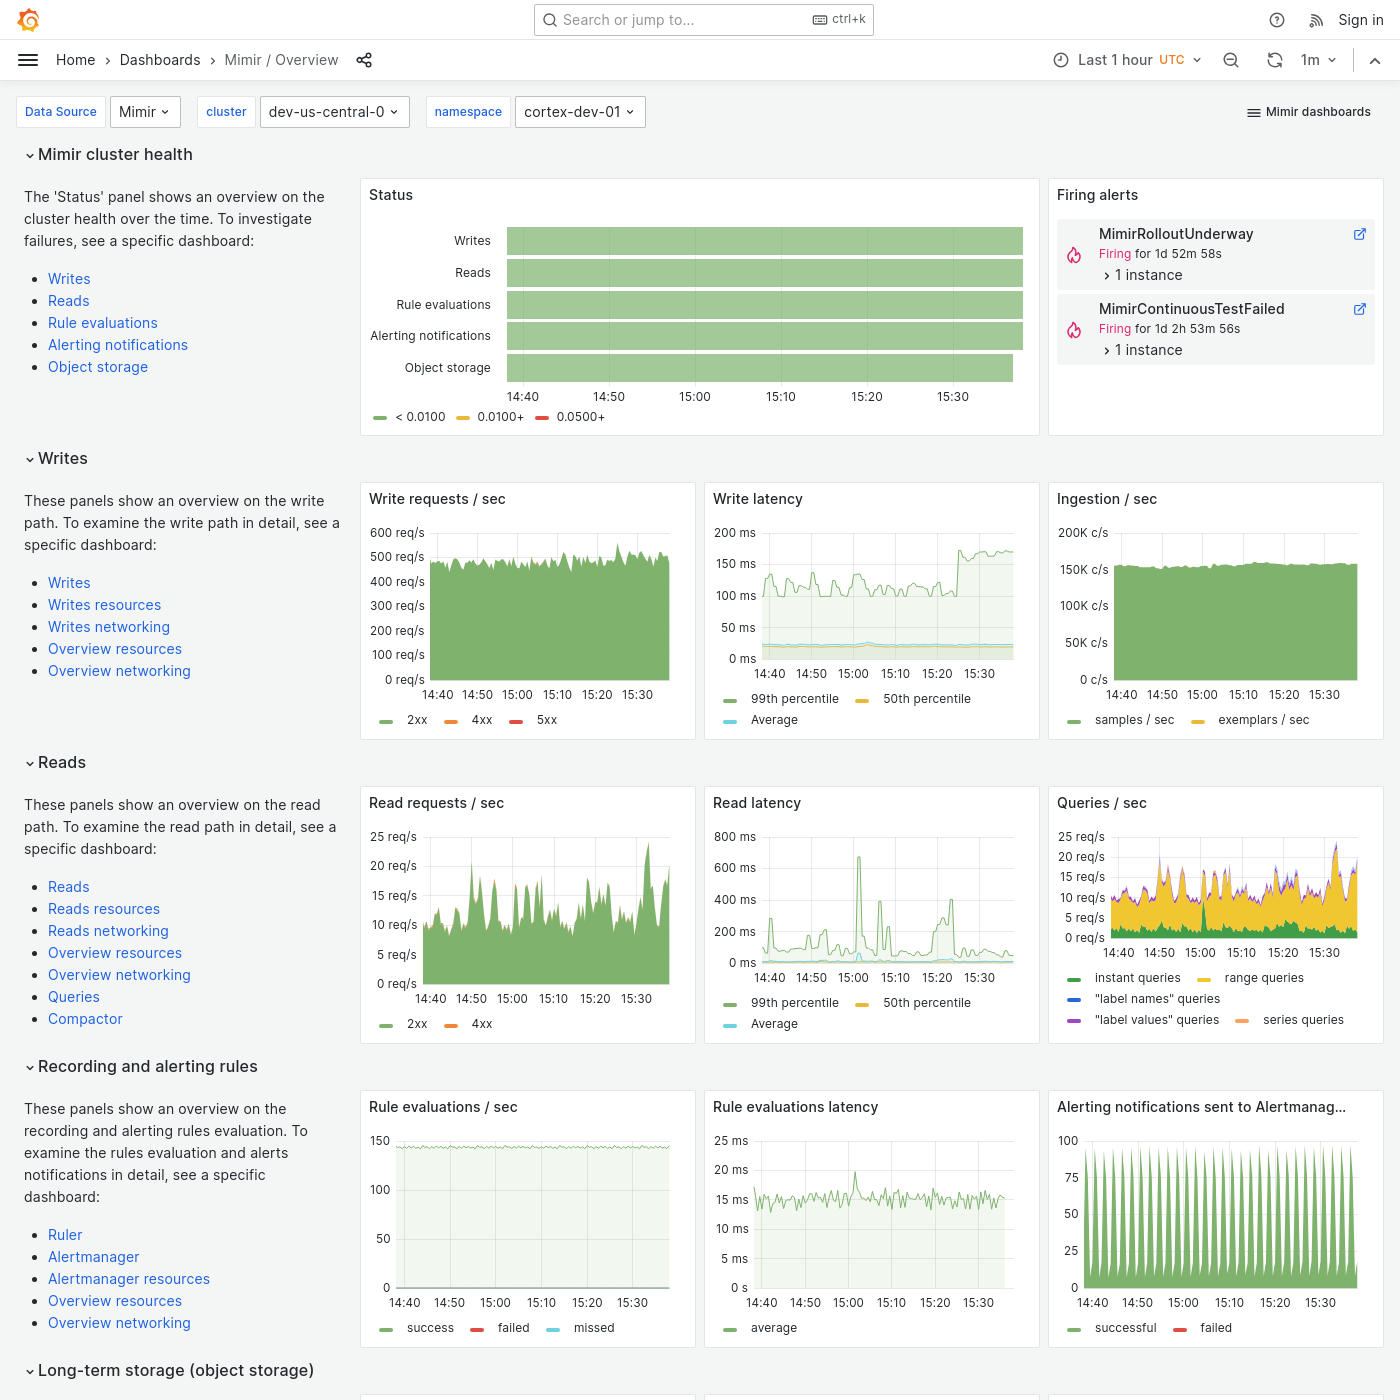 Search or jump to...
ctrl+k
Sign in
Home > Dashboards > Mimir / Overview
Last 1 hour UTC
1m
Data Source
Mimir
cluster
dev-us-central-0
namespace
cortex-dev-01
Mimir dashboards
Mimir cluster health
The 'Status' panel shows an overview on the
cluster health over the time. To investigate
failures, see a specific dashboard:
Writes
Reads
Rule evaluations
Alerting notifications
Object storage
Status
Writes
Reads
Rule evaluations
Alerting notifications
Object storage
14:40 14:50 15:00 15:10 15:20 15:30
< 0.0100 0.0100+ 0.0500+
Firing alerts
MimirRolloutUnderway
Firing for 1d 52m 58s
1 instance
MimirContinuousTestFailed
Firing for 1d 2h 53m 56s
1 instance
Writes
These panels show an overview on the write
path. To examine the write path in detail, see a
specific dashboard:
Writes
Writes resources
Writes networking
Overview resources
Overview networking
Write requests / sec
600 req/s
500 req/s
400 req/s
300 req/s
200 req/s
100 req/s
0 req/s
14:40 14:50 15:00 15:10 15:20 15:30
2xx 4xx 5xx
Write latency
200 ms
150 ms
100 ms
50 ms
0 ms
14:40 14:50 15:00 15:10 15:20 15:30
99th percentile 50th percentile
Average
Ingestion / sec
200K c/s
150K c/s
100K c/s
50K c/s
0 c/s
14:40 14:50 15:00 15:10 15:20 15:30
samples / sec exemplars / sec
Reads
These panels show an overview on the read
path. To examine the read path in detail, see a
specific dashboard:
Reads
Reads resources
Reads networking
Overview resources
Overview networking
Queries
Compactor
Read requests / sec
25 req/s
20 req/s
15 req/s
10 req/s
5 req/s
0 req/s
14:40 14:50 15:00 15:10 15:20 15:30
2xx 4xx
Read latency
800 ms
600 ms
400 ms
200 ms
0 ms
14:40 14:50 15:00 15:10 15:20 15:30
99th percentile 50th percentile
Average
Queries / sec
25 req/s
20 req/s
15 req/s
10 req/s
5 req/s
0 req/s
14:40 14:50 15:00 15:10 15:20 15:30
instant queries range queries
"label names" queries
"label values" queries series queries
Recording and alerting rules
These panels show an overview on the
recording and alerting rules evaluation. To
examine the rules evaluation and alerts
notifications in detail, see a specific
dashboard:
Ruler
Alertmanager
Alertmanager resources
Overview resources
Overview networking
Rule evaluations / sec
150
100
50
0
14:40 14:50 15:00 15:10 15:20 15:30
success failed missed
Rule evaluations latency
25 ms
20 ms
15 ms
10 ms
5 ms
0 s
14:40 14:50 15:00 15:10 15:20 15:30
average
Alerting notifications sent to Alertmanag...
100
75
50
25
0
14:40 14:50 15:00 15:10 15:20 15:30
successful failed
Long-term storage (object storage)